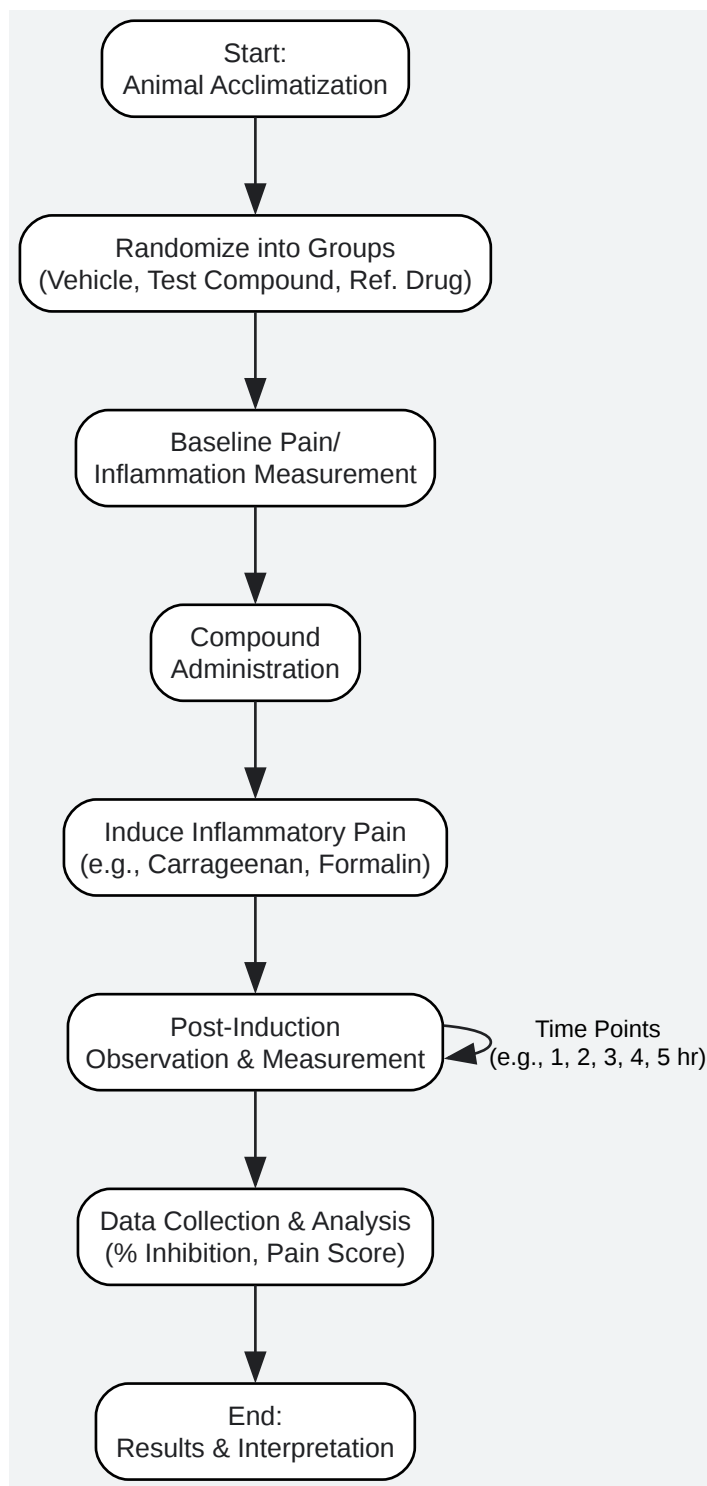 Start:
Animal Acclimatization
Randomize into Groups
(Vehicle, Test Compound, Ref. Drug)
Baseline Pain/
Inflammation Measurement
Compound
Administration
Induce Inflammatory Pain
(e.g., Carrageenan, Formalin)
Post-Induction
Observation & Measurement
Time Points
(e.g., 1, 2, 3, 4, 5 hr)
Data Collection & Analysis
(% Inhibition, Pain Score)
End:
Results & Interpretation